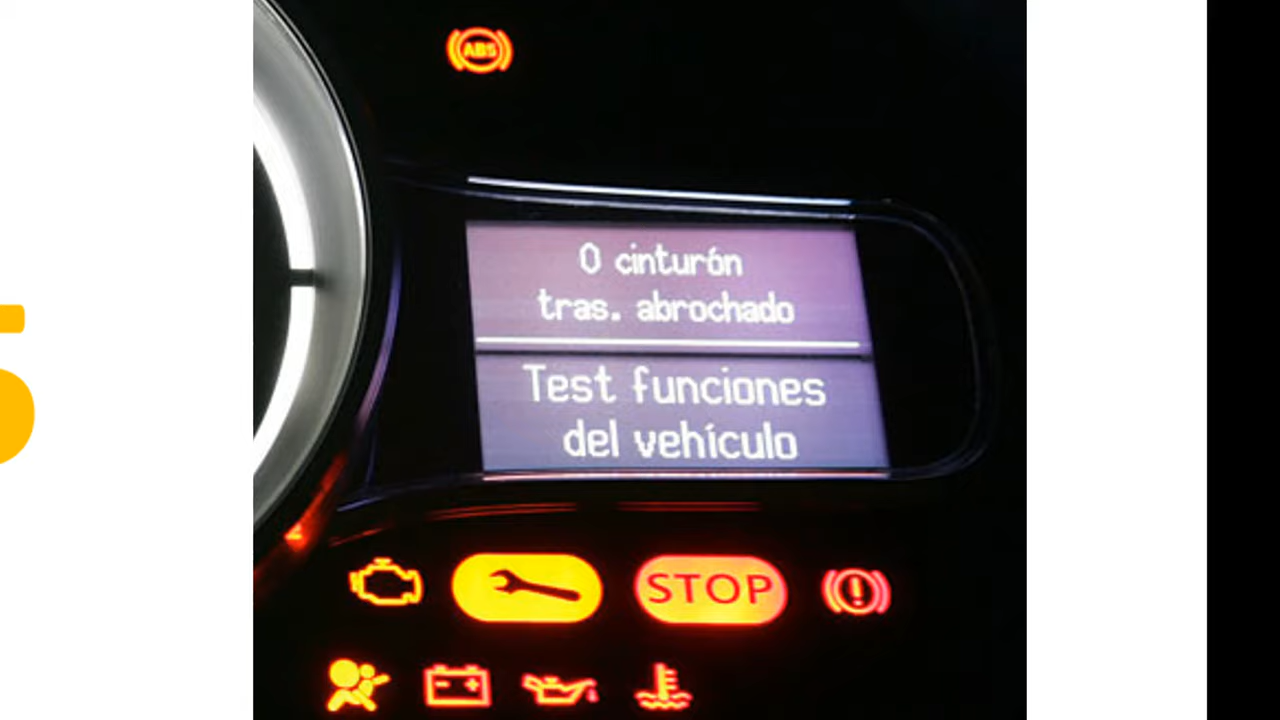 ABS
0 cinturón
tras. abrochado
Test funciones
del vehículo
STOP